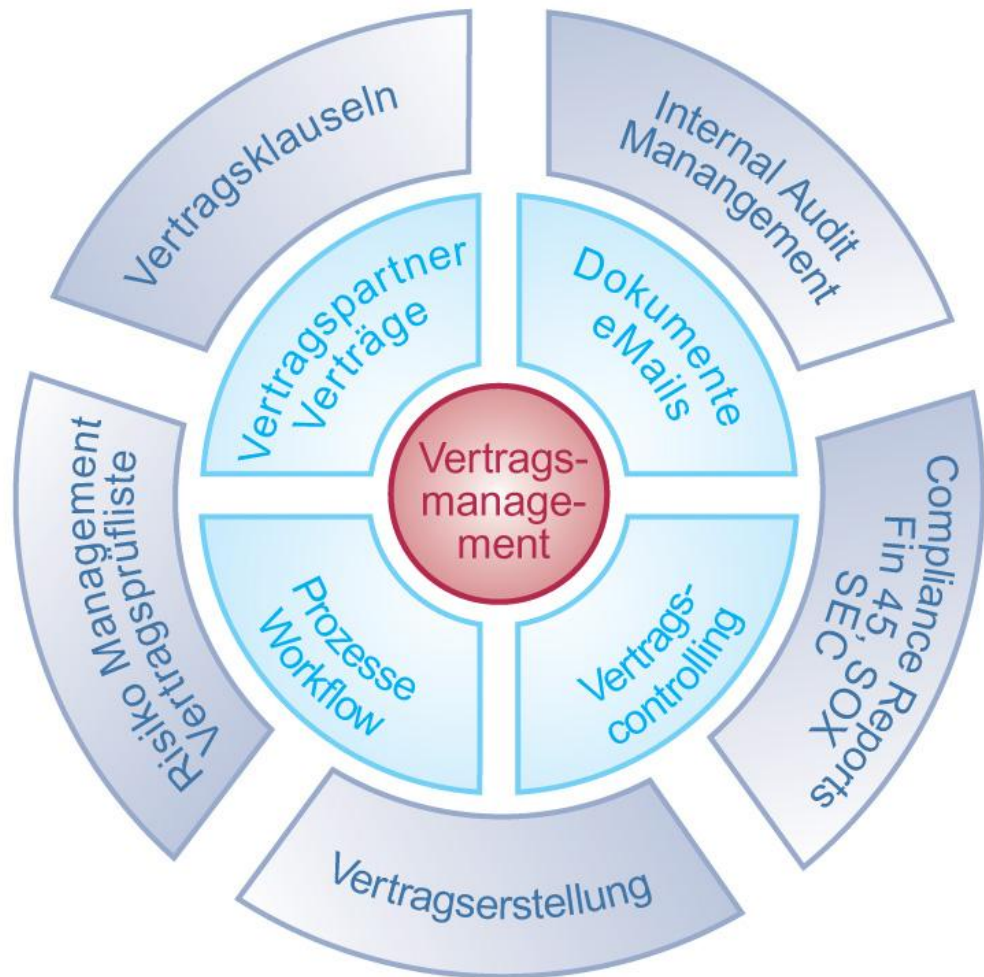 Vertragsklauseln
Internal Audit
Manangement
Vertragspartner
Verträge
Dokumente
eMails
Vertrags-
manage-
ment
Risiko Management
Vertragsprüfliste
Compliance Reports
Fin 45, SOX
SEC
Prozesse
Workflow
Vertrags-
controlling
Vertragserstellung